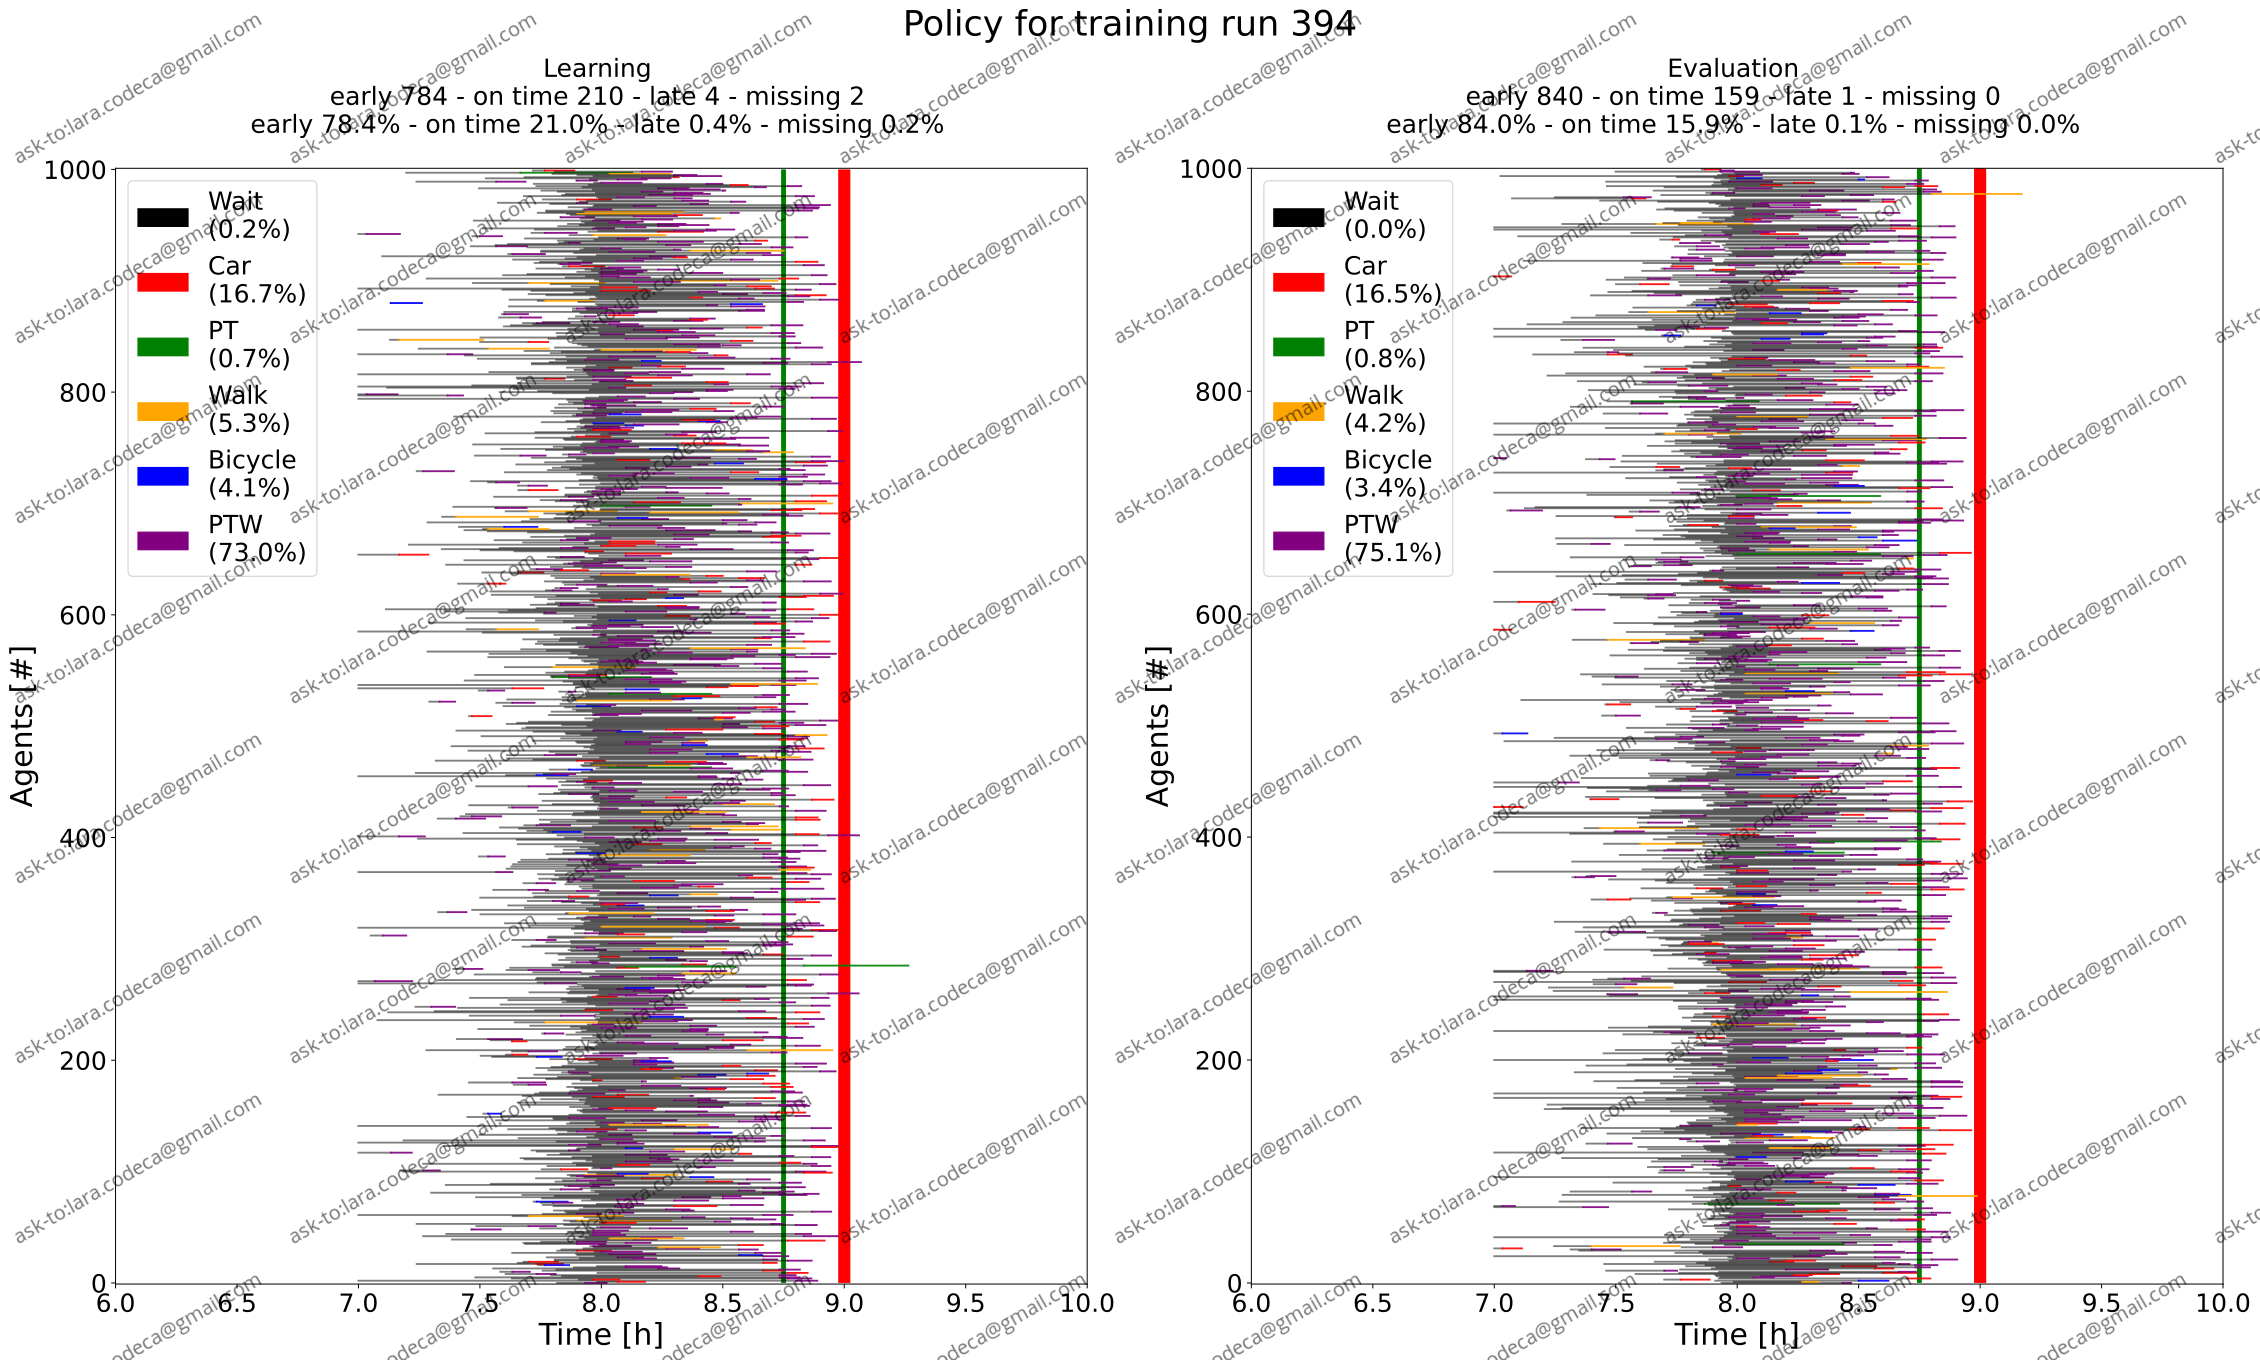 Policy for training run 394
Learning
early 784 - on time 210 - late 4 - missing 2
early 78.4% - on time 21.0% - late 0.4% - missing 0.2%
1000
800
600
400
200
0
Agents [#]
Wait
(0.2%)
Car
(16.7%)
PT
(0.7%)
Walk
(5.3%)
Bicycle
(4.1%)
PTW
(73.0%)
6.0 6.5 7.0 7.5 8.0 8.5 9.0 9.5 10.0
Time [h]
Evaluation
early 840 - on time 159 - late 1 - missing 0
early 84.0% - on time 15.9% - late 0.1% - missing 0.0%
1000
800
600
400
200
0
Agents [#]
Wait
(0.0%)
Car
(16.5%)
PT
(0.8%)
Walk
(4.2%)
Bicycle
(3.4%)
PTW
(75.1%)
6.0 6.5 7.0 7.5 8.0 8.5 9.0 9.5 10.0
Time [h]
ask-to:lara.codeca@gmail.com